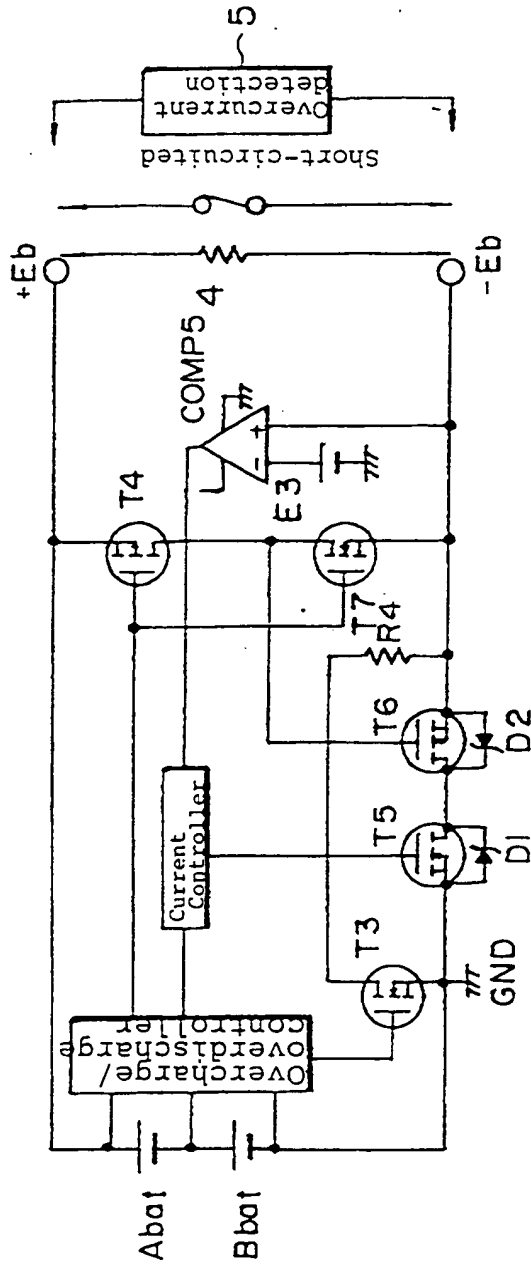 +Eb
Overcurrent
detection
5
Short-circuited
4
COMP5
+
-
E3
T4
T7
R4
T6
D2
T5
D1
Current
Controller
T3
GND
Overcharge/
overdischarge
controller
Abat
Bbat
-Eb